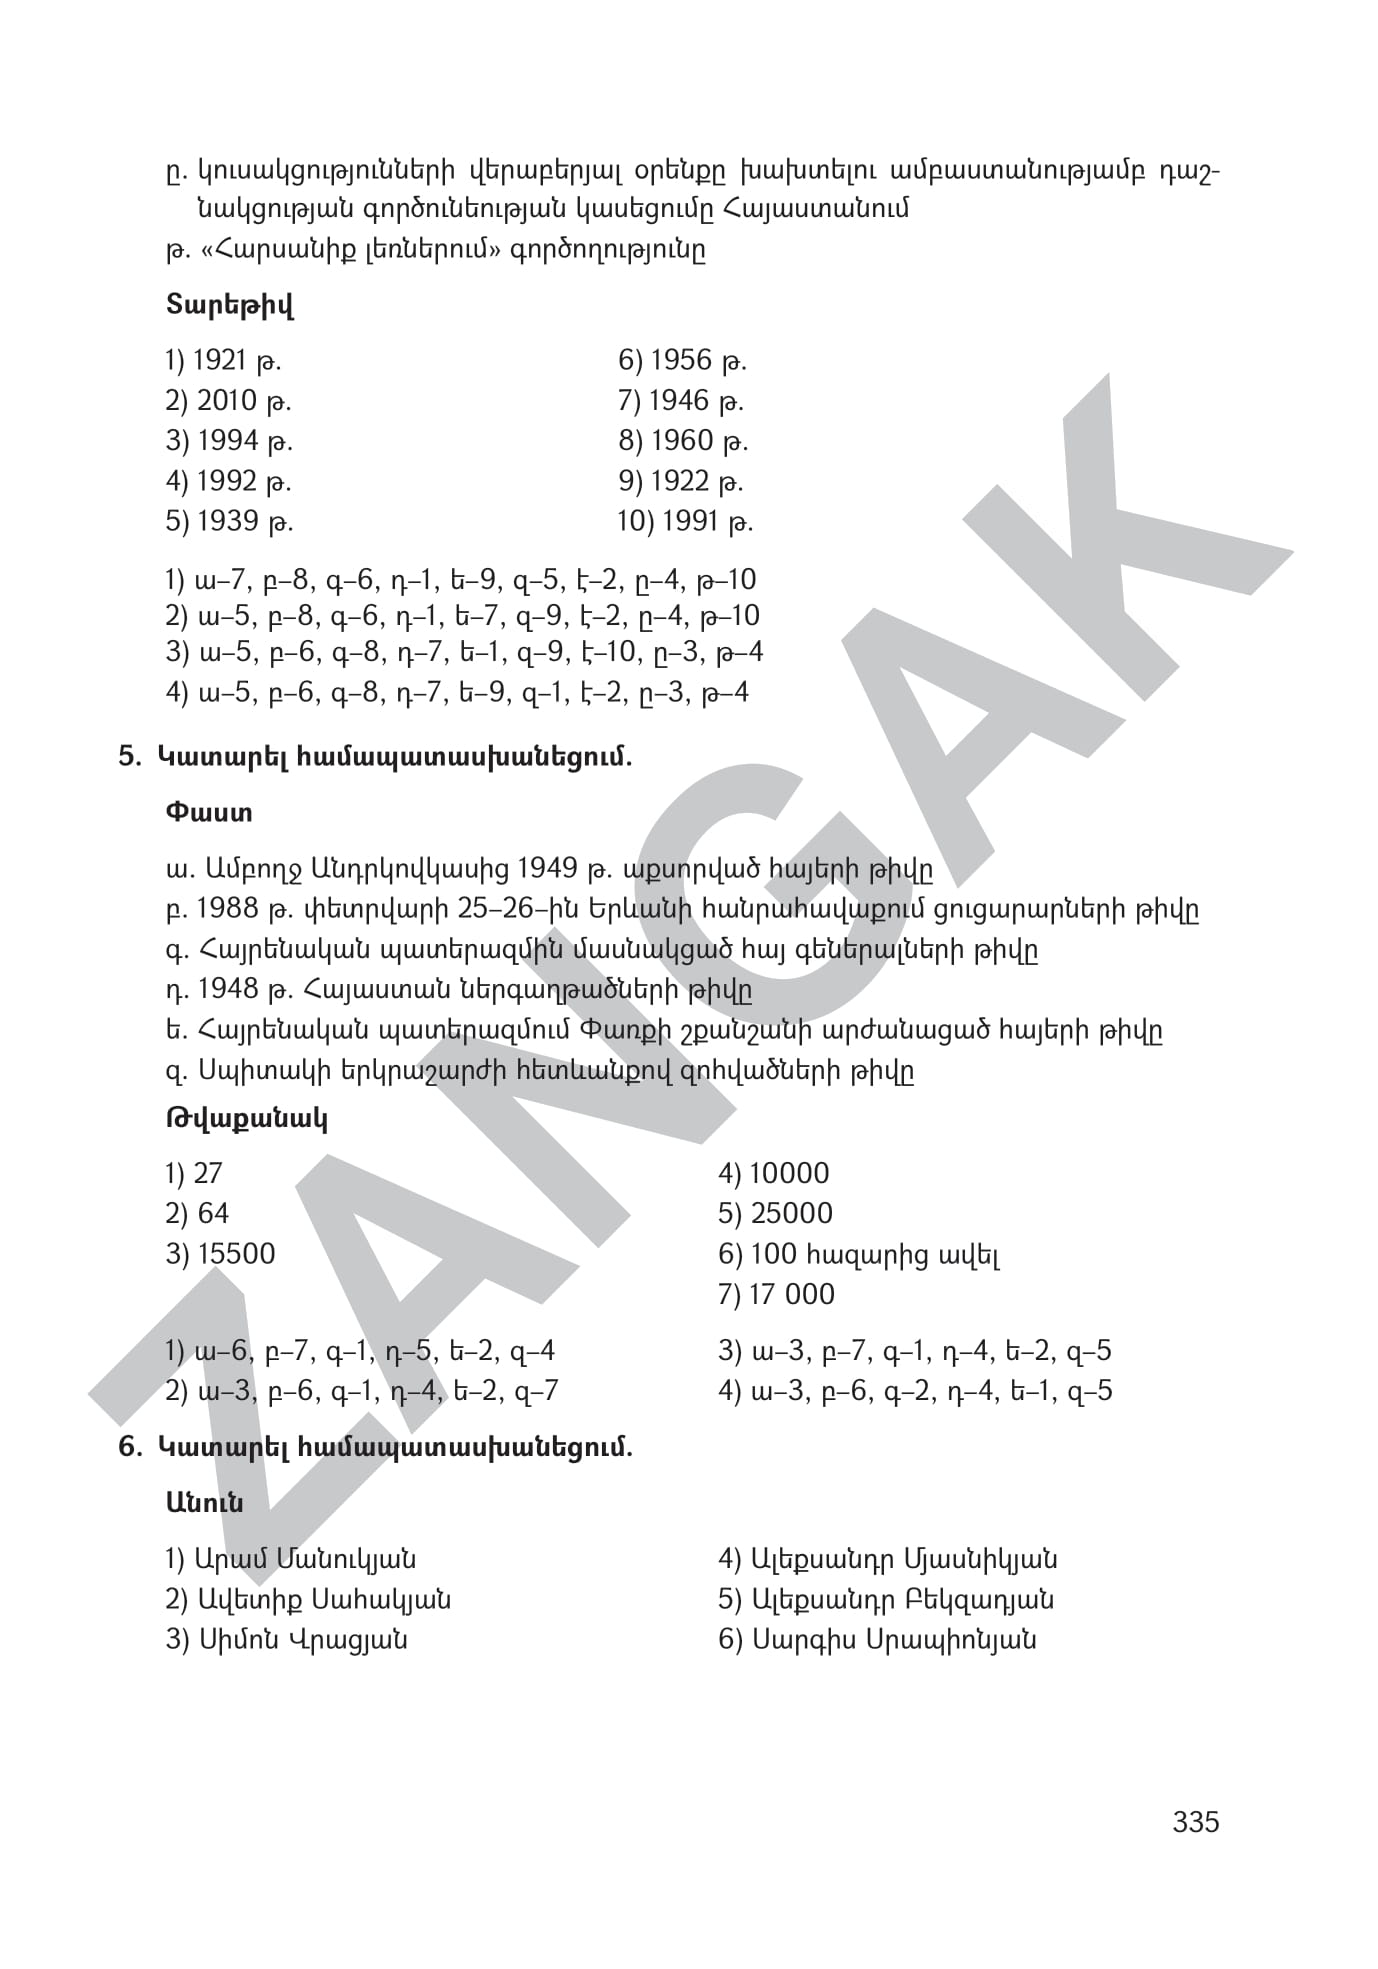 ը. կուսակցությունների վերաբերյալ օրենքը խախտելու ամբաստանությամբ դաշ-
նակցության գործունեության կասեցումը Հայաստանում
թ. «Հարսանիք լեռներում» գործողությունը
Տարեթիվ
1) 1921 թ.
2) 2010 թ.
3) 1994 թ.
4) 1992 թ.
5) 1939 թ.
6) 1956 թ.
7) 1946 թ.
8) 1960 թ.
9) 1922 թ.
10) 1991 թ.
1) ա–7, բ–8, գ–6, դ–1, ե–9, զ–5, է–2, ը–4, թ–10
2) ա–5, բ–8, գ–6, դ–1, ե–7, զ–9, է–2, ը–4, թ–10
3) ա–5, բ–6, գ–8, դ–7, ե–1, զ–9, է–10, ը–3, թ–4
4) ա–5, բ–6, գ–8, դ–7, ե–9, զ–1, է–2, ը–3, թ–4
5. Կատարել համապատասխանեցում.
Փաստ
ա. Ամբողջ Անդրկովկասից 1949 թ. աքսորված հայերի թիվը
բ. 1988 թ. փետրվարի 25–26–ին Երևանի հանրահավաքում ցուցարարների թիվը
գ. Հայրենական պատերազմին մասնակցած հայ գեներալների թիվը
դ. 1948 թ. Հայաստան ներգաղթածների թիվը
ե. Հայրենական պատերազմում Փառքի շքանշանի արժանացած հայերի թիվը
զ. Սպիտակի երկրաշարժի հետևանքով զոհվածների թիվը
Թվաքանակ
1) 27
2) 64
3) 15500
4) 10000
5) 25000
6) 100 հազարից ավել
7) 17 000
1) ա–6, բ–7, գ–1, դ–5, ե–2, զ–4
2) ա–3, բ–6, գ–1, դ–4, ե–2, զ–7
3) ա–3, բ–7, գ–1, դ–4, ե–2, զ–5
4) ա–3, բ–6, գ–2, դ–4, ե–1, զ–5
6. Կատարել համապատասխանեցում.
Անուն
1) Արամ Մանուկյան
2) Ավետիք Սահակյան
3) Սիմոն Վրացյան
4) Ալեքսանդր Մյասնիկյան
5) Ալեքսանդր Բեկզադյան
6) Սարգիս Սրապիոնյան
335
ZANGAK